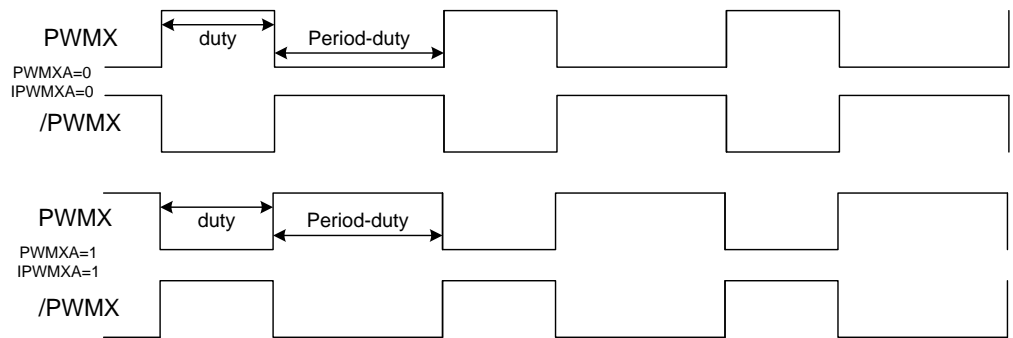 PWMX
duty
Period-duty
PWMXA=0
IPWMXA=0
/PWMX
PWMX
duty
Period-duty
PWMXA=1
IPWMXA=1
/PWMX